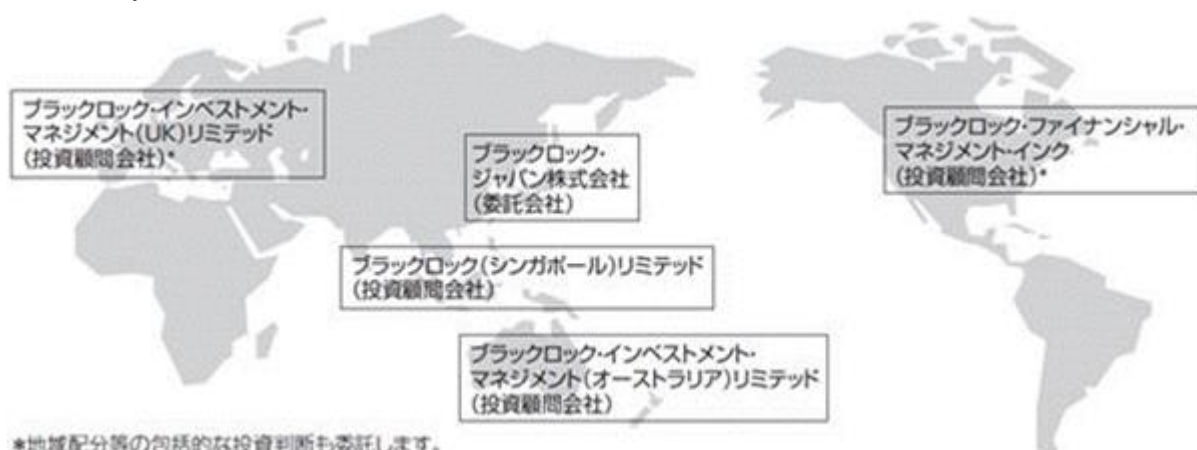 ブラックロック・インベストメント・
マネジメント(UK)リミテッド
(投資顧問会社)*
ブラックロック・
ジャパン株式会社
(委託会社)
ブラックロック・ファイナンシャル・
マネジメント・インク
(投資顧問会社)*
ブラックロック(シンガポール)リミテッド
(投資顧問会社)
ブラックロック・インベストメント・
マネジメント(オーストラリア)リミテッド
(投資顧問会社)
*地域配分等の包括的な投資判断も委託します。